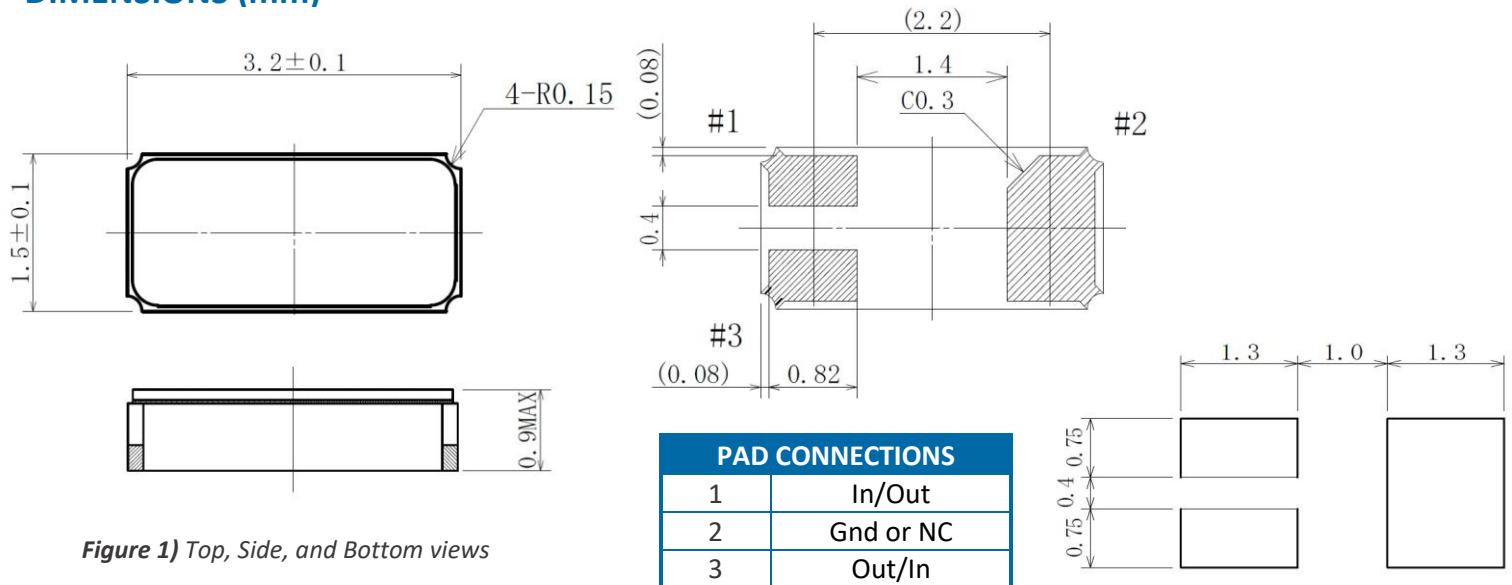 DIMENSIONS (mm)
3.2±0.1
4-R0.15
1.5±0.1
0.9MAX
Figure 1) Top, Side, and Bottom views
(2.2)
1.4
(0.08)
C0.3
#1
#2
0.4
#3
(0.08)
0.82
PAD CONNECTIONS
1 In/Out
2 Gnd or NC
3 Out/In
1.3
1.0
1.3
0.75
0.4
0.75